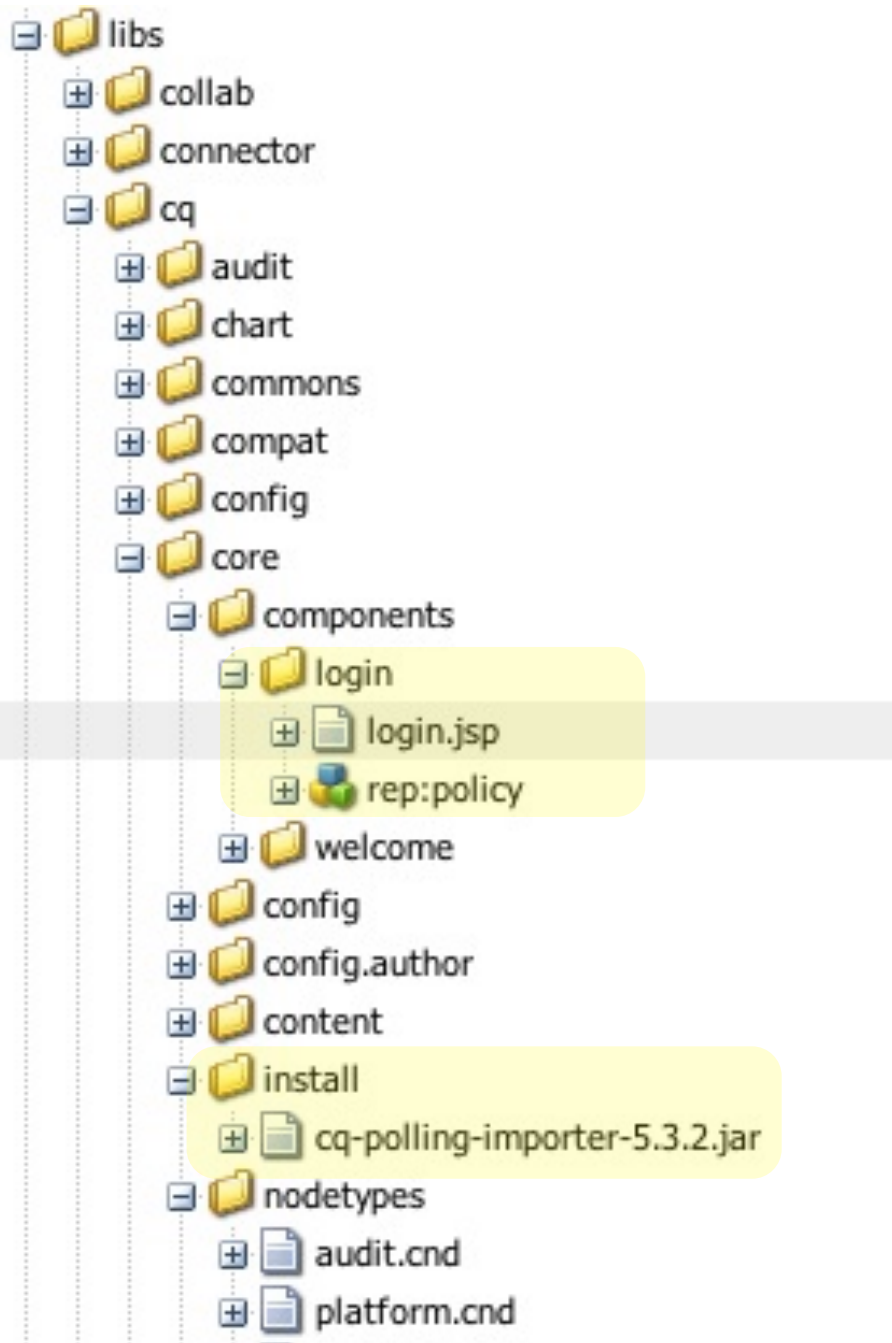 libs
collab
connector
cq
audit
chart
commons
compat
config
core
components
login
login.jsp
rep:policy
welcome
config
config.author
content
install
cq-polling-importer-5.3.2.jar
nodetypes
audit.cnd
platform.cnd